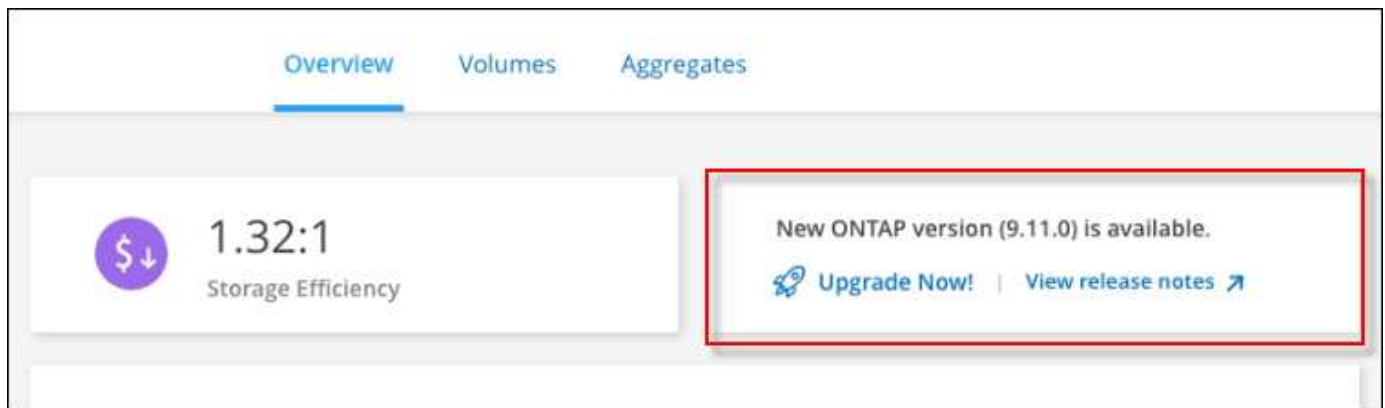 Overview Volumes Aggregates
1.32:1
Storage Efficiency
New ONTAP version (9.11.0) is available.
Upgrade Now! | View release notes